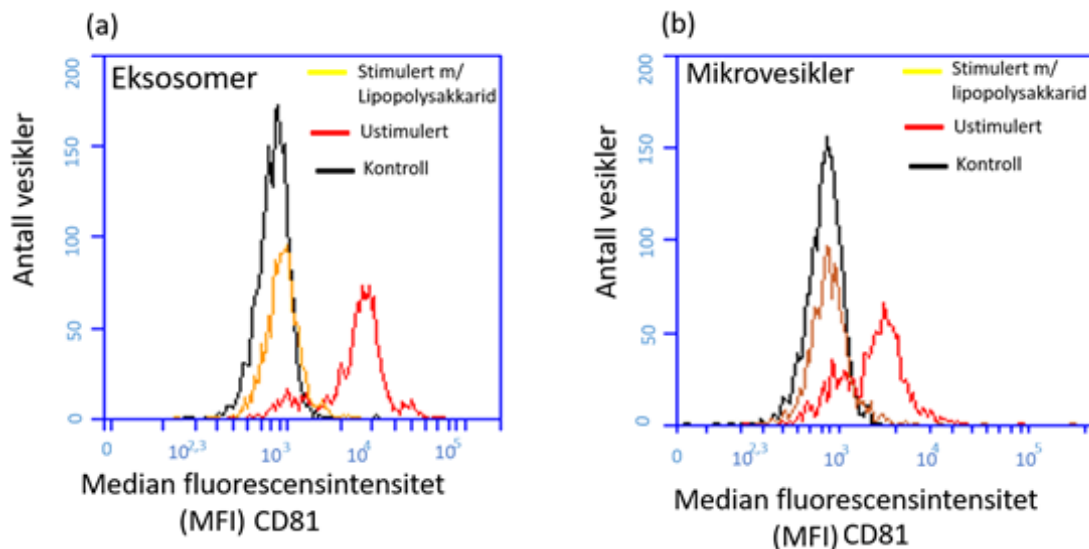 (a)
Eksosomer
Stimulert m/
Lipopolysakkarid
Ustimulert
Kontroll
Antall vesikler
200
150
100
50
0
0
10^2,3
10^3
10^4
10^5
Median fluorescensintensitet
(MFI) CD81
(b)
Mikrovesikler
Stimulert m/
lipopolysakkarid
Ustimulert
Kontroll
Antall vesikler
200
150
100
50
0
0
10^2,3
10^3
10^4
10^5
Median fluorescensintensitet
(MFI) CD81